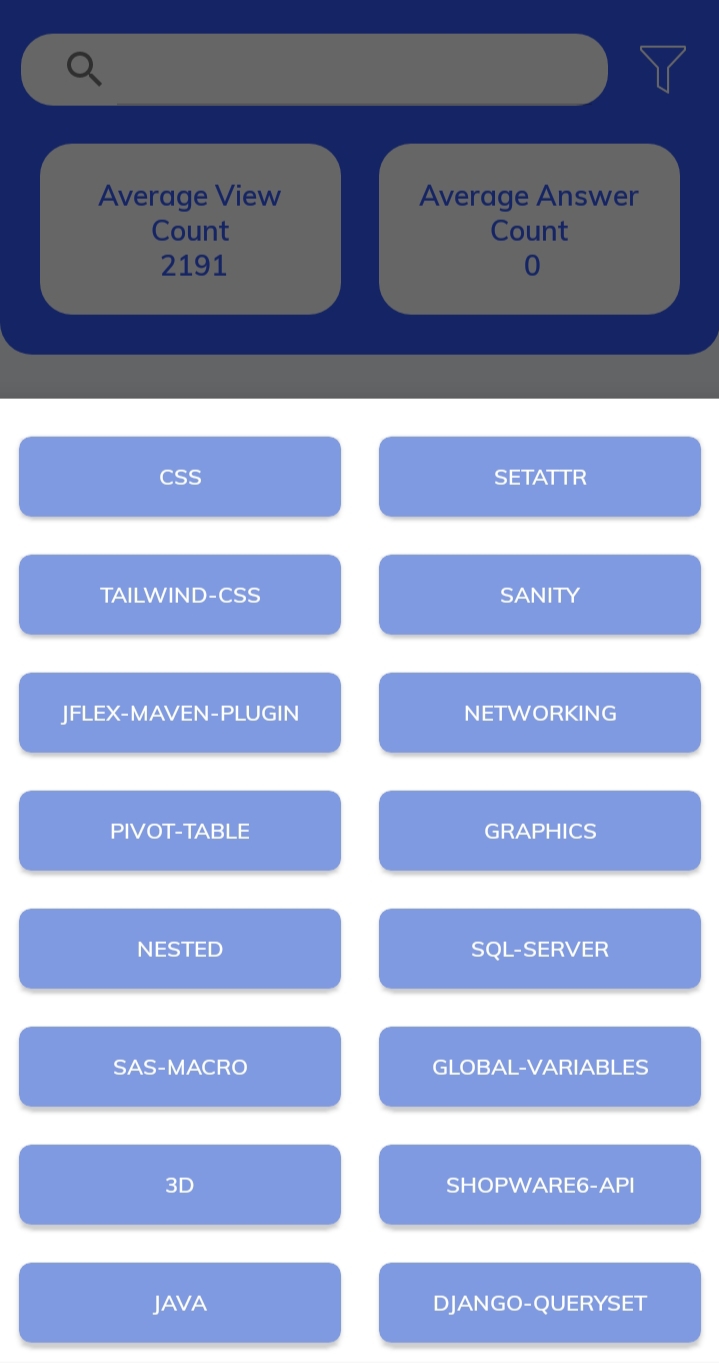 Average View
Count
2191
Average Answer
Count
0
CSS
SETATTR
TAILWIND-CSS
SANITY
JFLEX-MAVEN-PLUGIN
NETWORKING
PIVOT-TABLE
GRAPHICS
NESTED
SQL-SERVER
SAS-MACRO
GLOBAL-VARIABLES
3D
SHOPWARE6-API
JAVA
DJANGO-QUERYSET